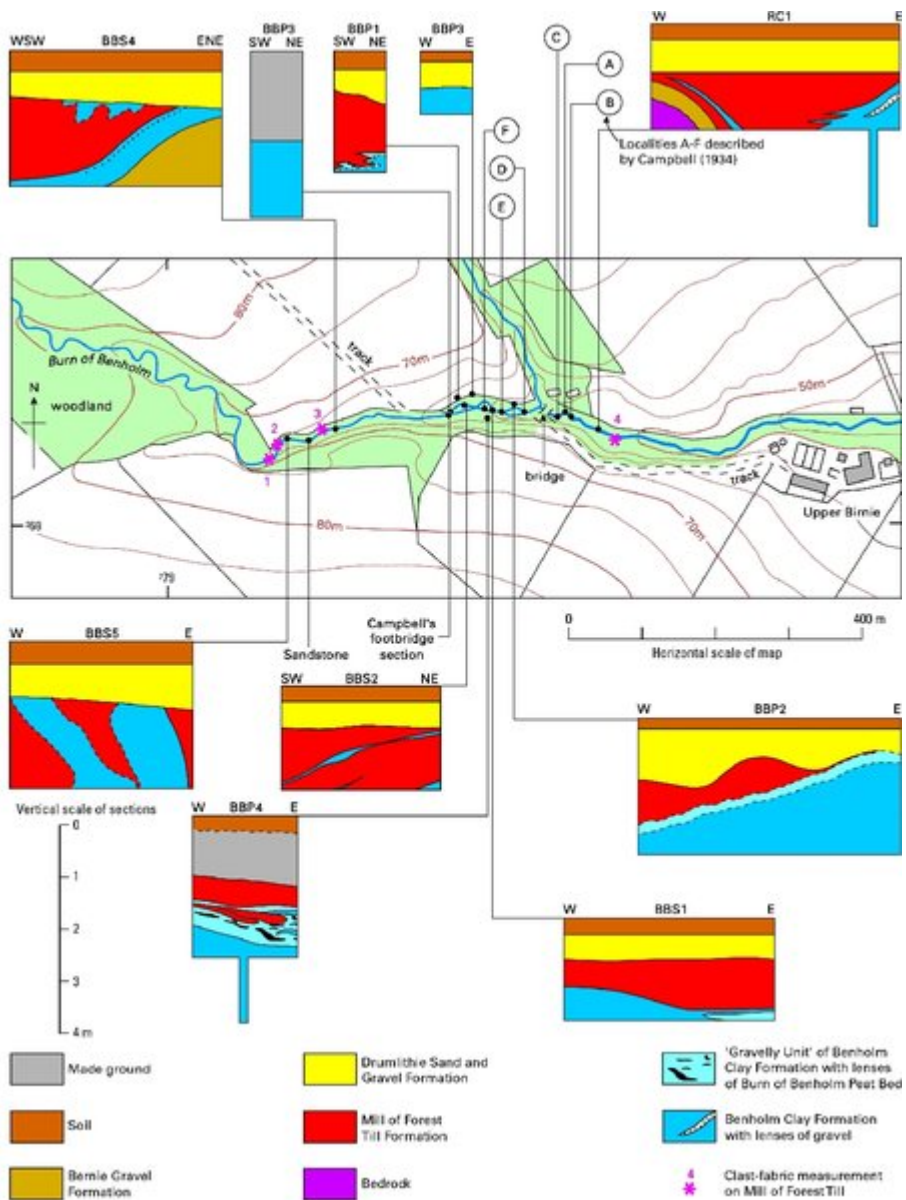 BBP3
BBP1
BBP3
WSW BBS4 ENE
SW NE
SW NE
W E
W RC1 E
C
A
B
F
D
E
Localities A-F described
by Campbell (1934)
80m
70m
track
50m
Burn of Benholm
N
woodland
3
2
1
4
bridge
track
Upper Birnie
80m
70m
⁷68
⁷79
0 400 m
Horizontal scale of map
Campbell's
footbridge
section
Sandstone
W BBS5 E
SW BBS2 NE
W BBP2 E
Vertical scale of sections
W BBP4 E
0
1
2
3
4 m
W BBS1 E
Made ground
Soil
Bernie Gravel
Formation
Drumlithie Sand and
Gravel Formation
Mill of Forest
Till Formation
Bedrock
'Gravelly Unit' of Benholm
Clay Formation with lenses
of Burn of Benholm Peat Bed
Benholm Clay Formation
with lenses of gravel
4
Clast-fabric measurement
on Mill of Forest Till